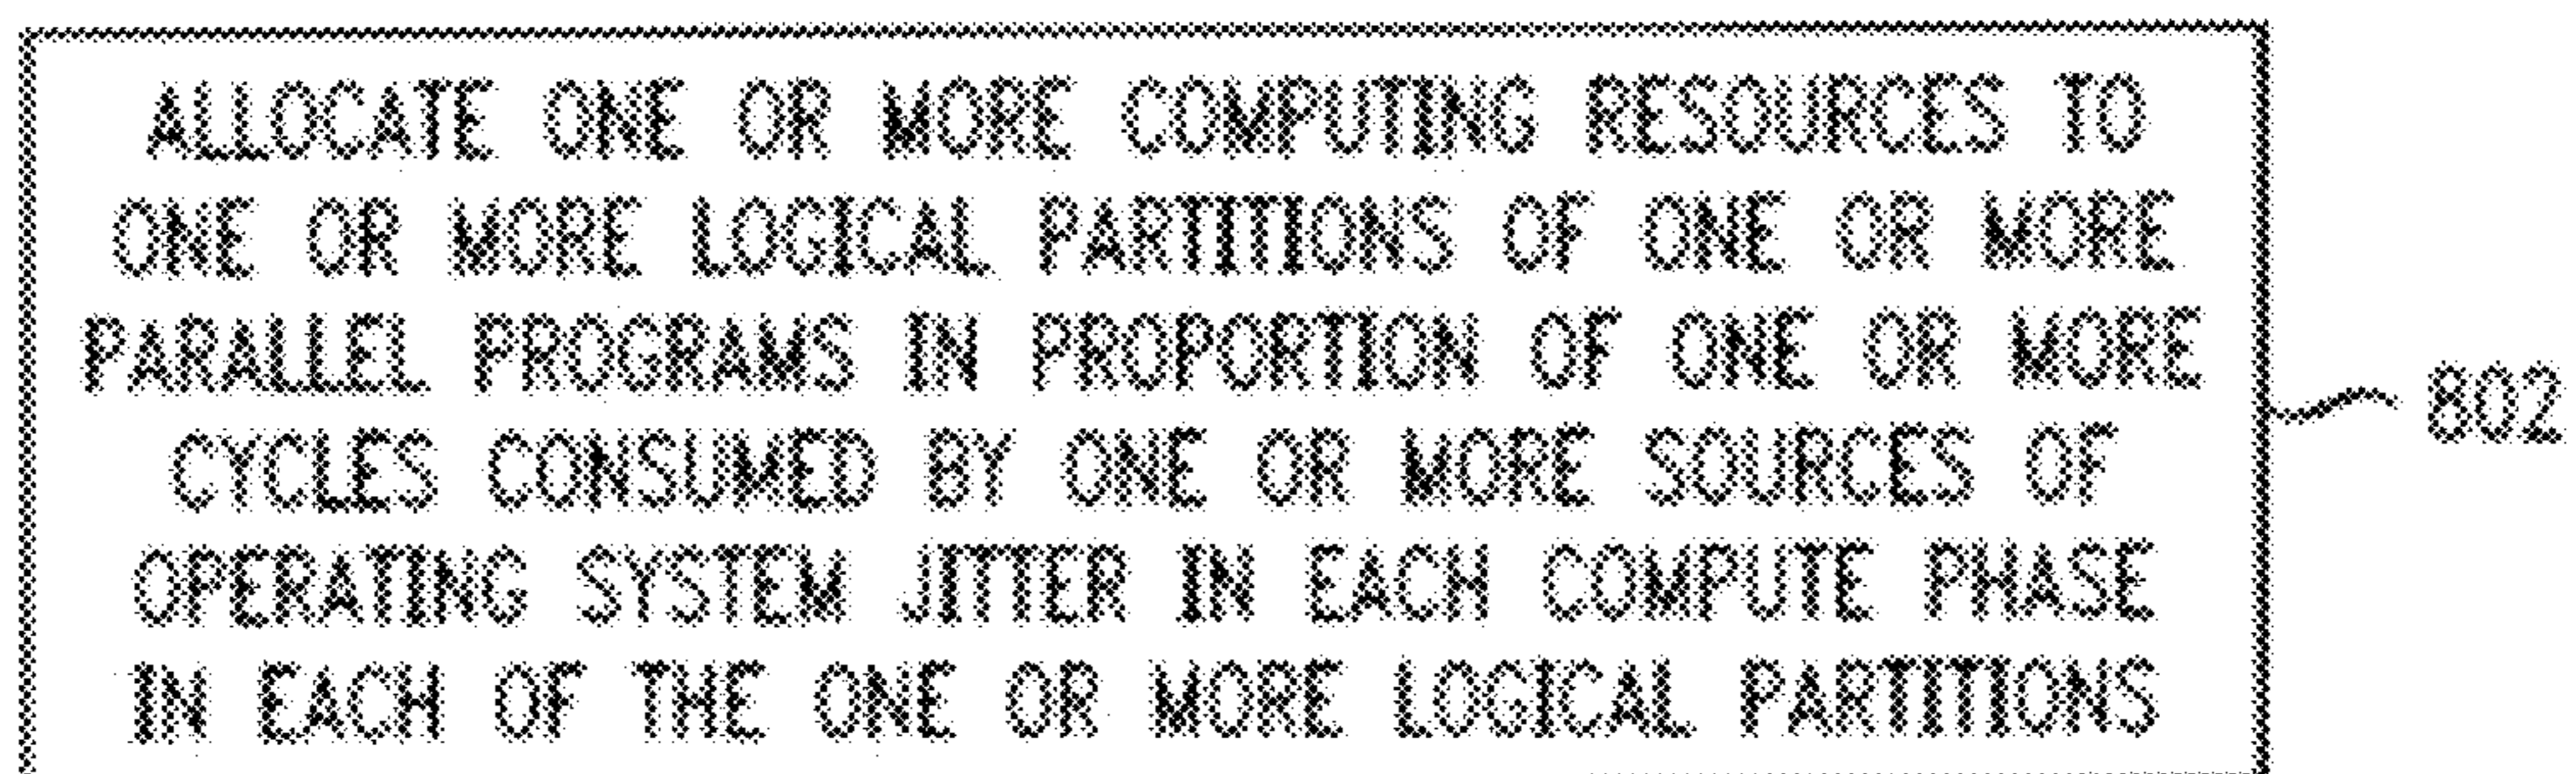 ALLOCATE ONE OR MORE COMPUTING RESOURCES TO
ONE OR MORE LOGICAL PARTITIONS OF ONE OR MORE
PARALLEL PROGRAMS IN PROPORTION OF ONE OR MORE
CYCLES CONSUMED BY ONE OR MORE SOURCES OF
OPERATING SYSTEM JITTER IN EACH COMPUTE PHASE
IN EACH OF THE ONE OR MORE LOGICAL PARTITIONS
802